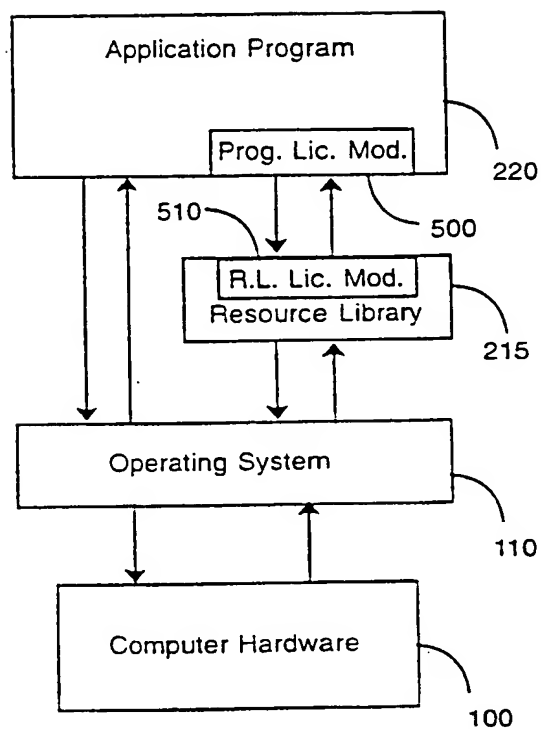 Application Program
Prog. Lic. Mod.
220
510
500
R.L. Lic. Mod.
Resource Library
215
Operating System
110
Computer Hardware
100